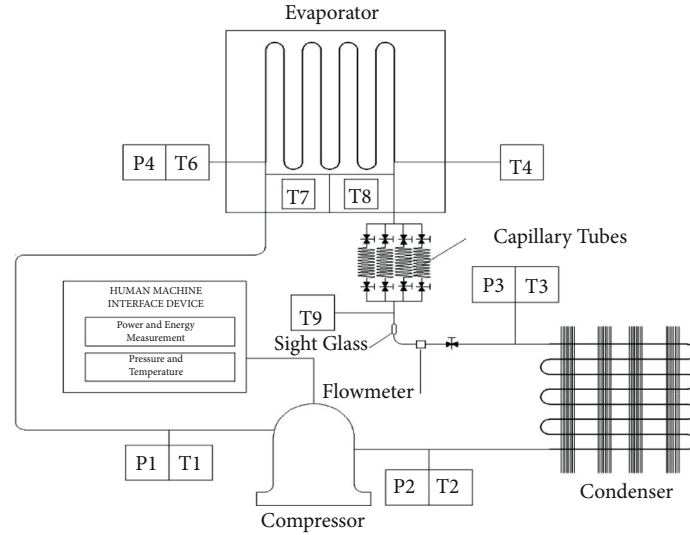 Evaporator
P4 T6
T4
T7 T8
Capillary Tubes
HUMAN MACHINE
INTERFACE DEVICE
Power and Energy
Measurement
Pressure and
Temperature
P3 T3
T9
Sight Glass
Flowmeter
P1 T1
P2 T2
Condenser
Compressor